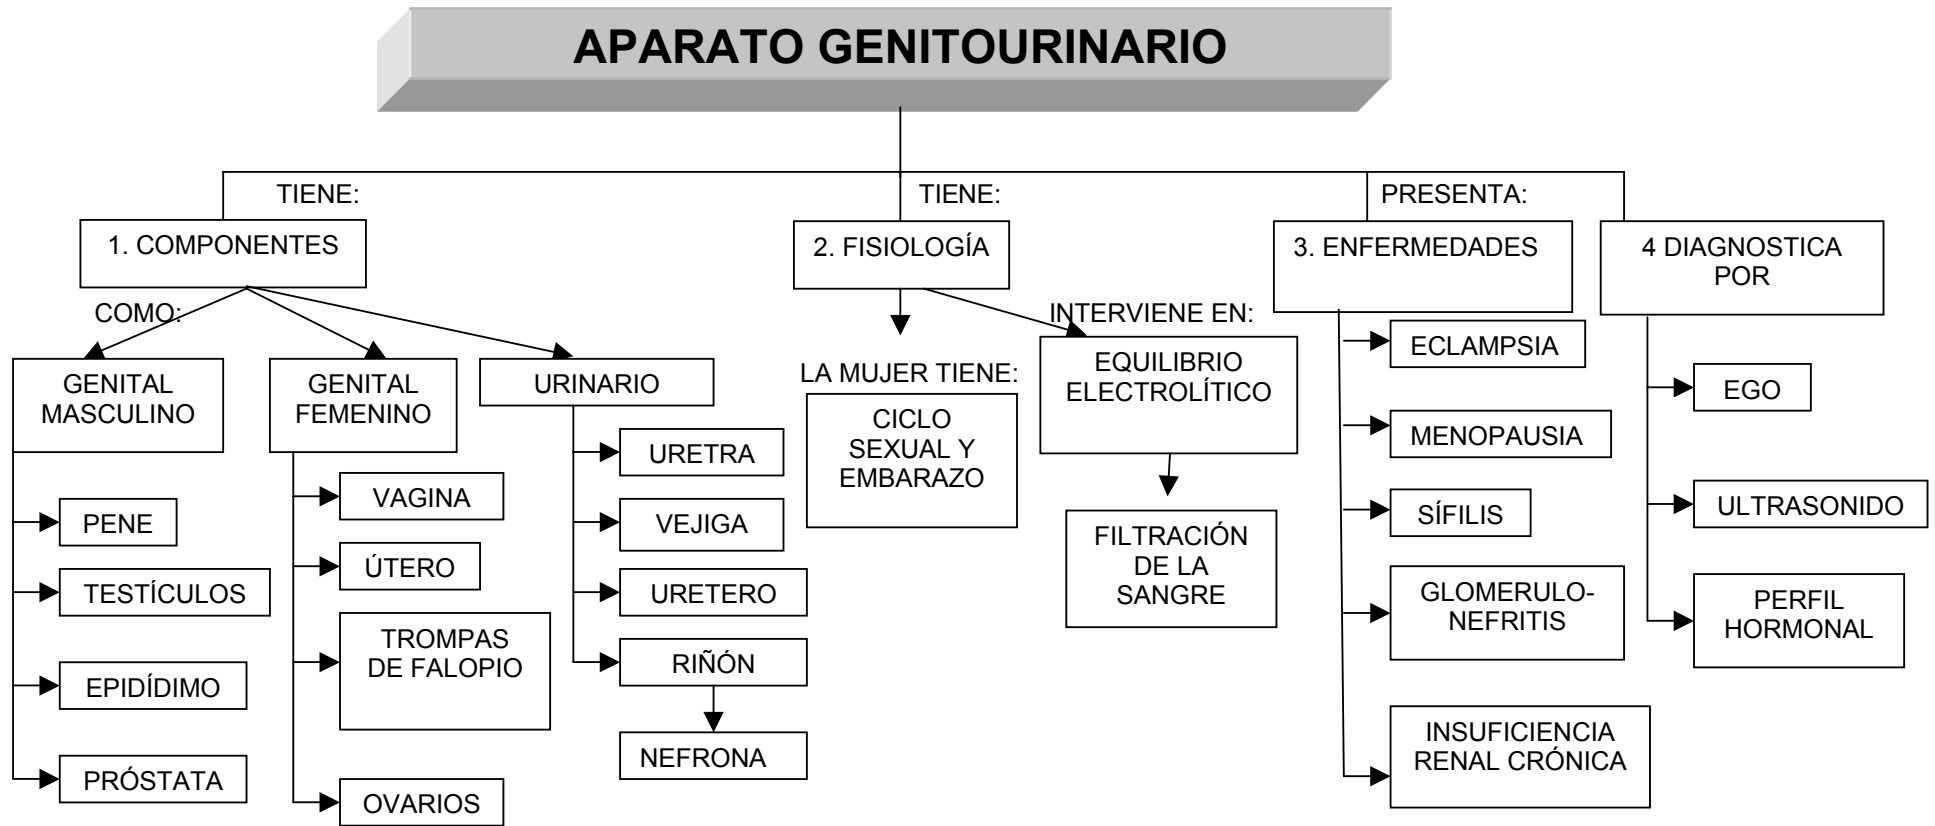 APARATO GENITOURINARIO
TIENE:
TIENE:
PRESENTA:
1. COMPONENTES
2. FISIOLOGÍA
3. ENFERMEDADES
4 DIAGNOSTICA
POR
COMO:
GENITAL
MASCULINO
PENE
TESTÍCULOS
EPIDÍDIMO
PRÓSTATA
GENITAL
FEMENINO
VAGINA
ÚTERO
TROMPAS
DE FALOPIO
OVARIOS
URINARIO
URETRA
VEJIGA
URETERO
RIÑÓN
NEFRONA
LA MUJER TIENE:
CICLO
SEXUAL Y
EMBARAZO
INTERVIENE EN:
EQUILIBRIO
ELECTROLÍTICO
FILTRACIÓN
DE LA
SANGRE
ECLAMPSIA
MENOPAUSIA
SÍFILIS
GLOMERULO-
NEFRITIS
INSUFICIENCIA
RENAL CRÓNICA
EGO
ULTRASONIDO
PERFIL
HORMONAL